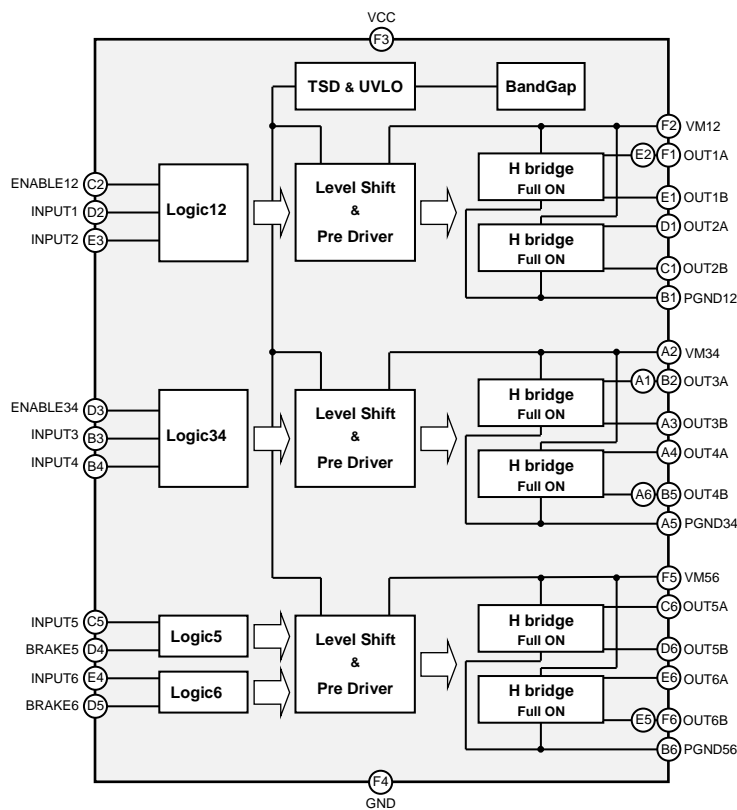 VCC
F3
TSD & UVLO
BandGap
F2 VM12
E2 F1 OUT1A
H bridge
Full ON
E1 OUT1B
D1 OUT2A
H bridge
Full ON
C1 OUT2B
B1 PGND12
ENABLE12 C2
INPUT1 D2
INPUT2 E3
Logic12
Level Shift
&
Pre Driver
A2 VM34
A1 B2 OUT3A
H bridge
Full ON
A3 OUT3B
A4 OUT4A
H bridge
Full ON
A6 B5 OUT4B
A5 PGND34
ENABLE34 D3
INPUT3 B3
INPUT4 B4
Logic34
Level Shift
&
Pre Driver
F5 VM56
C6 OUT5A
H bridge
Full ON
D6 OUT5B
E6 OUT6A
H bridge
Full ON
E5 F6 OUT6B
B6 PGND56
INPUT5 C5
BRAKE5 D4
INPUT6 E4
BRAKE6 D5
Logic5
Logic6
Level Shift
&
Pre Driver
F4
GND